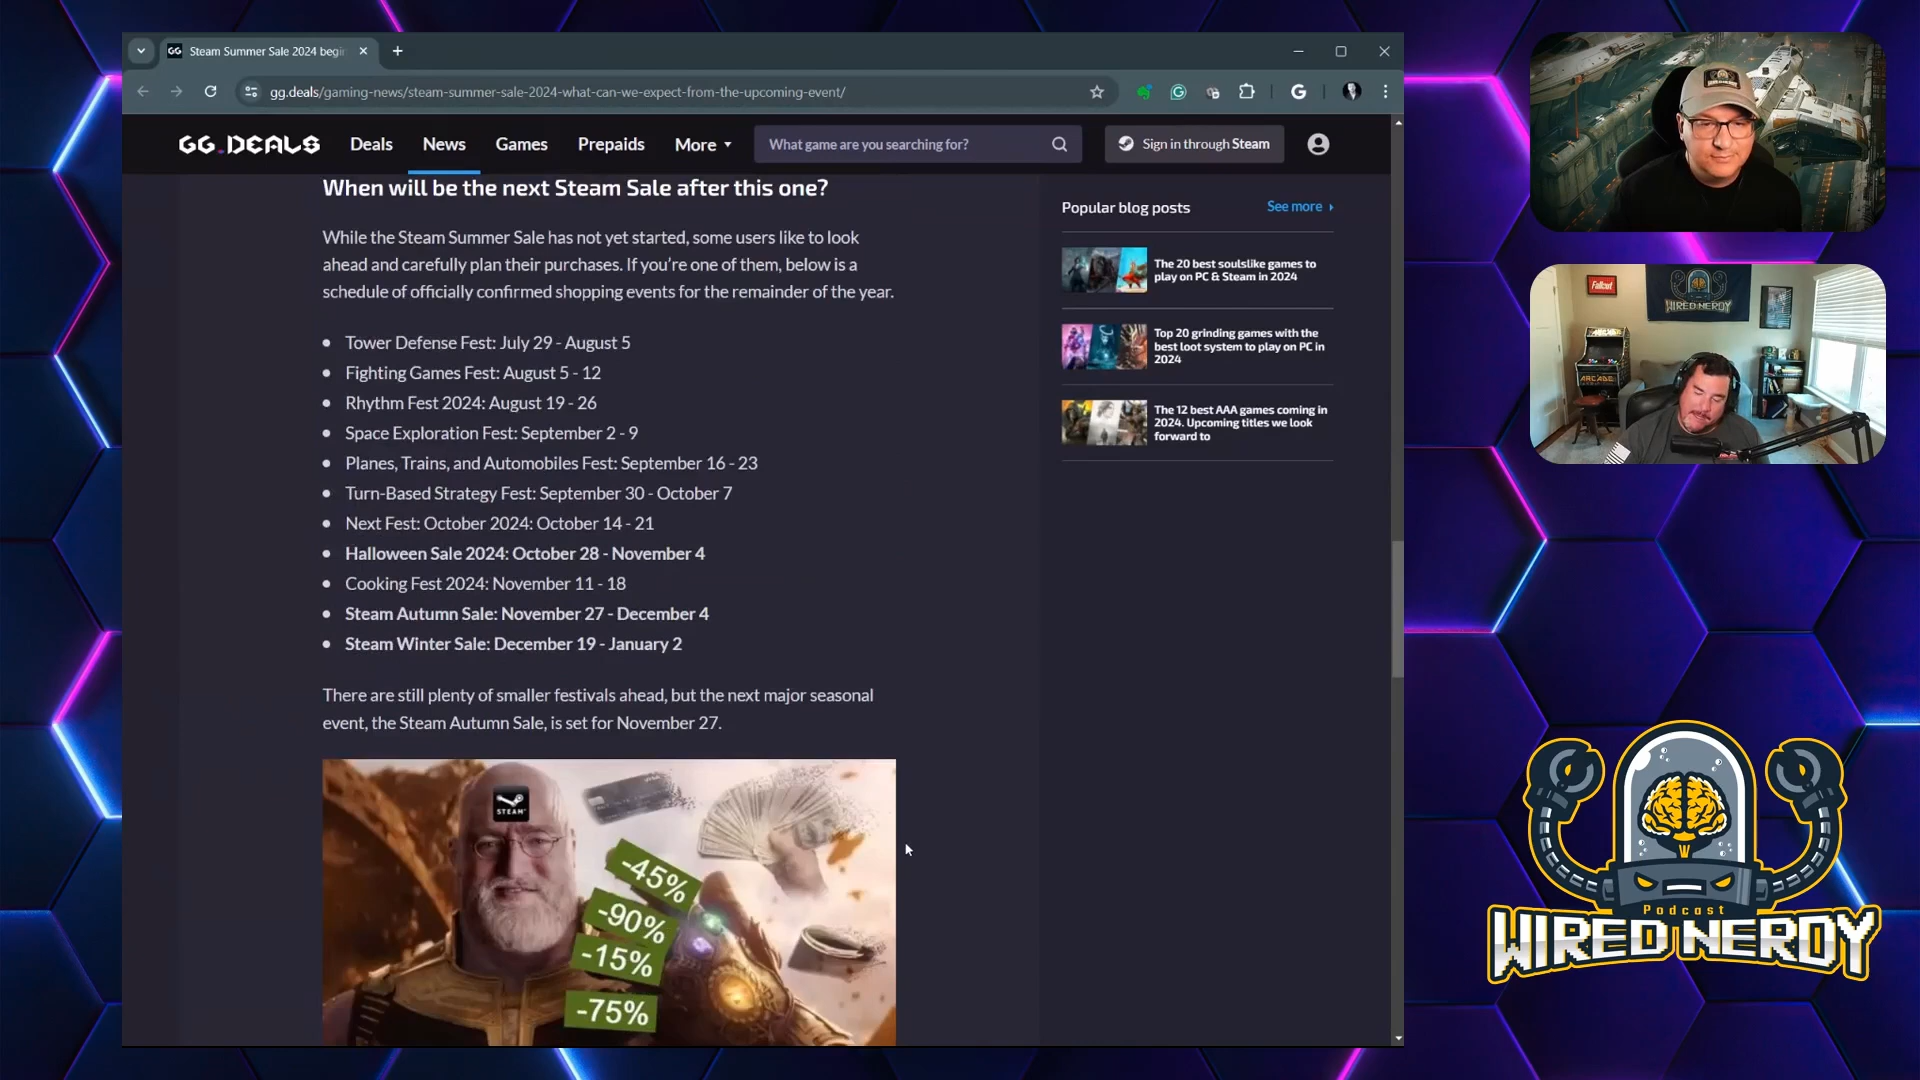 Steam Summer Sale 2024 begi
gg.deals/gaming-news/steam-summer-sale-2024-what-can-we-expect-from-the-upcoming-event/
GG.DEALS
Deals
News
Games
Prepaids
More
What game are you searching for?
Sign in through Steam
When will be the next Steam Sale after this one?
While the Steam Summer Sale has not yet started, some users like to look
ahead and carefully plan their purchases. If you're one of them, below is a
schedule of officially confirmed shopping events for the remainder of the year.
Tower Defense Fest: July 29 - August 5
Fighting Games Fest: August 5 - 12
Rhythm Fest 2024: August 19 - 26
Space Exploration Fest: September 2 - 9
Planes, Trains, and Automobiles Fest: September 16 - 23
Turn-Based Strategy Fest: September 30 - October 7
Next Fest: October 2024: October 14 - 21
Halloween Sale 2024: October 28 - November 4
Cooking Fest 2024: November 11 - 18
Steam Autumn Sale: November 27 - December 4
Steam Winter Sale: December 19 - January 2
There are still plenty of smaller festivals ahead, but the next major seasonal
event, the Steam Autumn Sale, is set for November 27.
STEAM
-45%
-90%
-15%
-75%
Popular blog posts
See more
The 20 best soulslike games to
play on PC & Steam in 2024
Top 20 grinding games with the
best loot system to play on PC in
2024
The 12 best AAA games coming in
2024. Upcoming titles we look
forward to
Fallout
WIRED NERDY
ARCADE
Podcast
WIRED NERDY